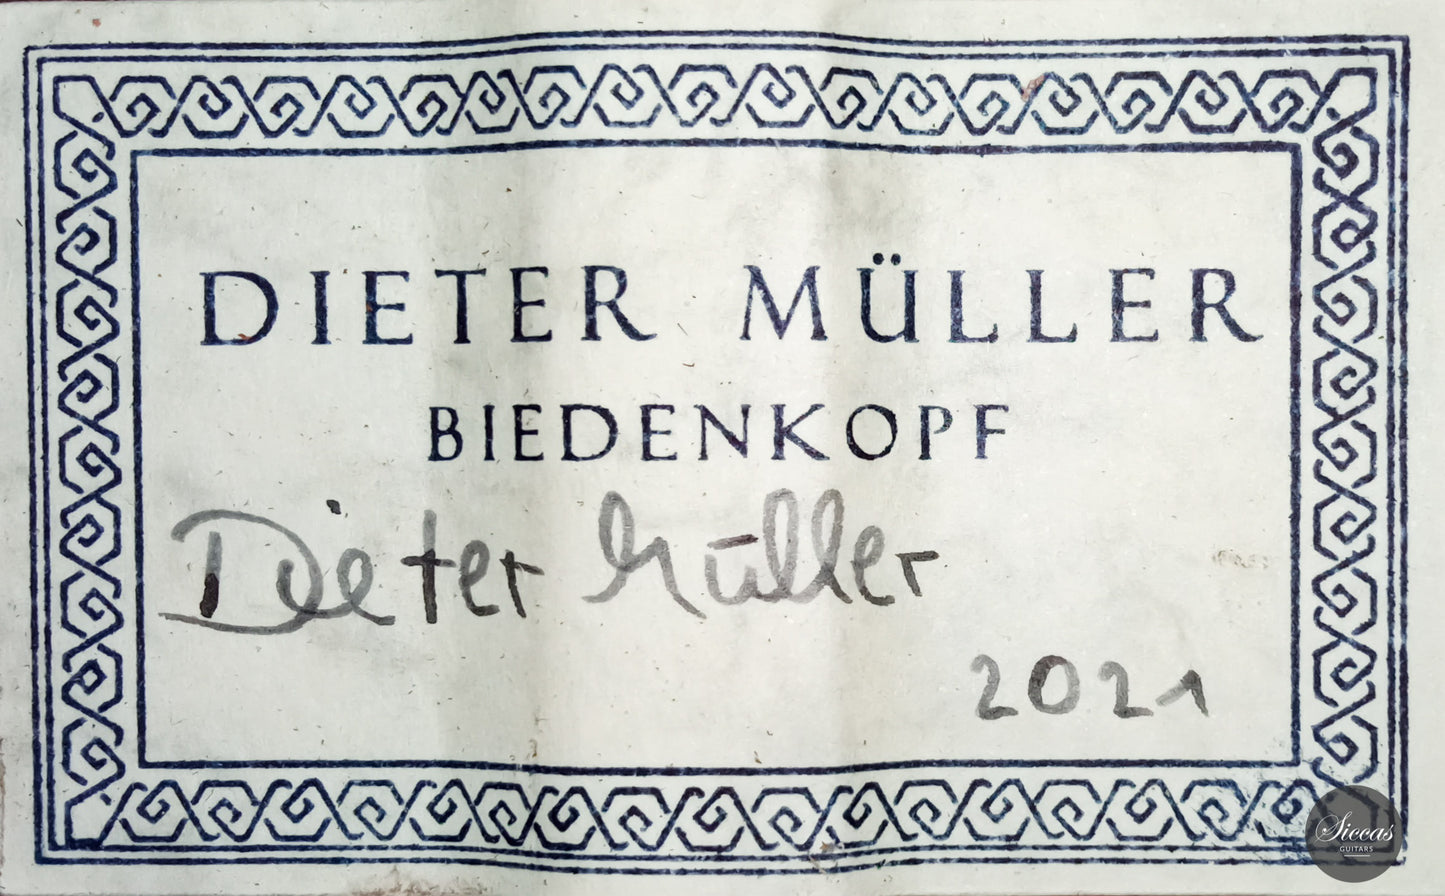 DIETER MÜLLER
BIEDENKOPF
Dieter Müller
2021
Siccas
GUITARS